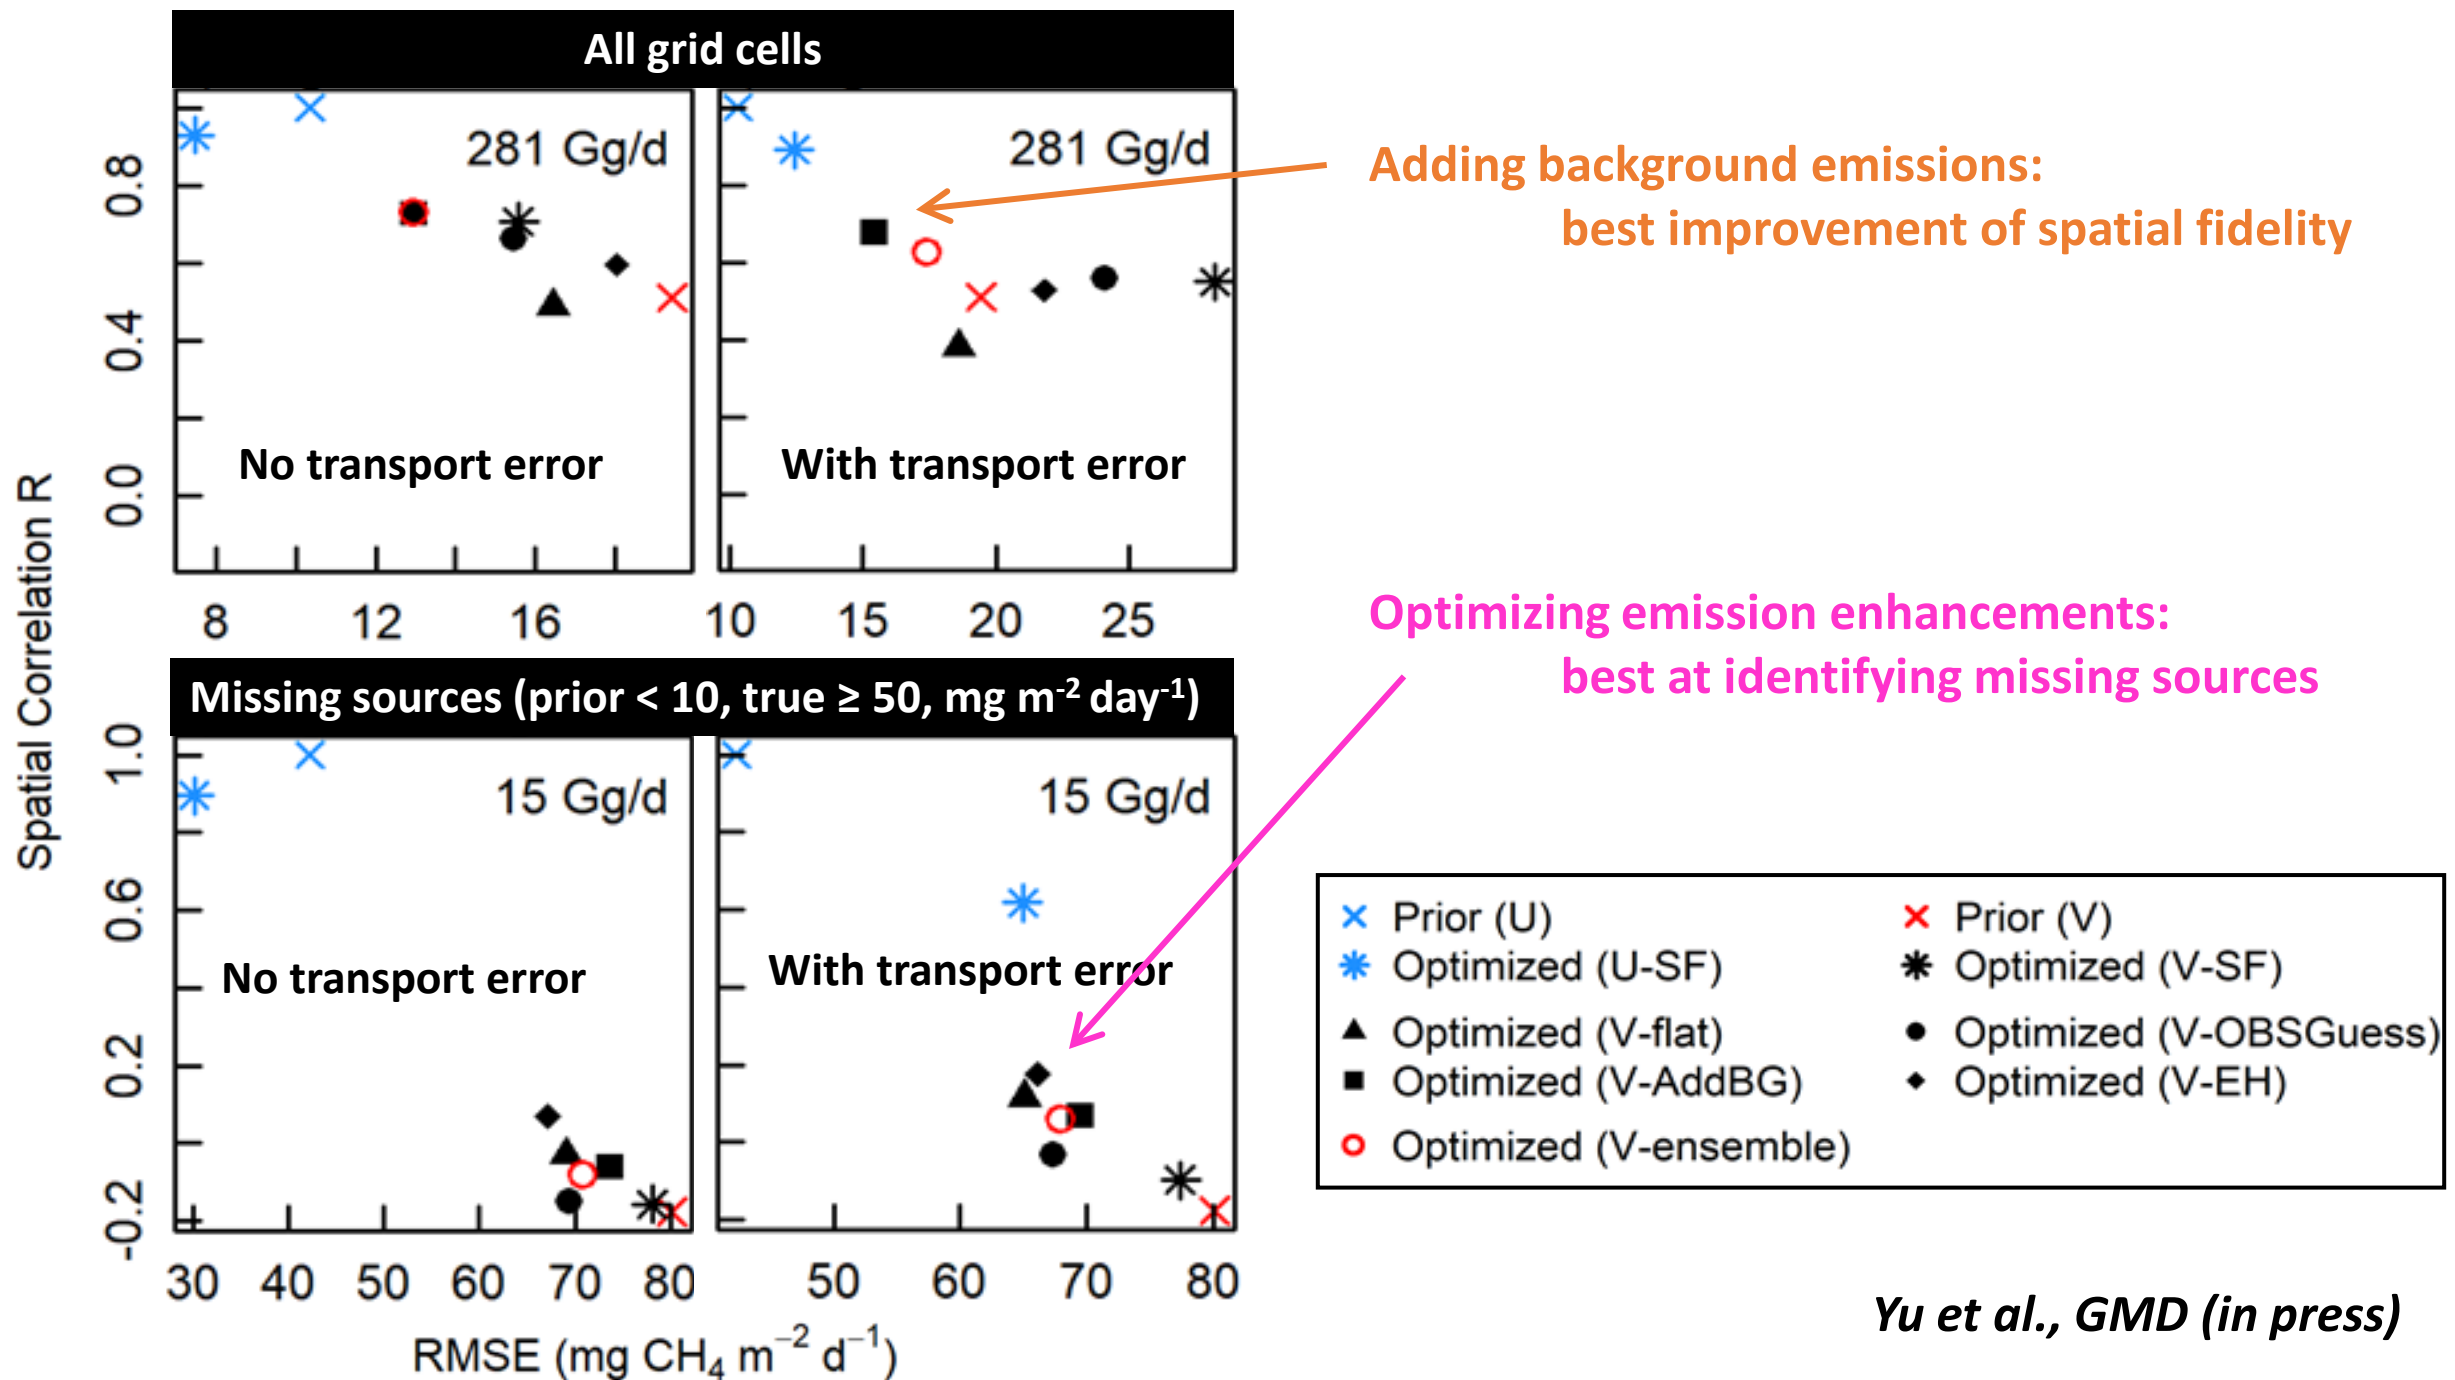 All grid cells
281 Gg/d
281 Gg/d
No transport error
With transport error
0.8
0.4
0.0
8 12 16
10 15 20 25
Adding background emissions:
best improvement of spatial fidelity
Spatial Correlation R
Missing sources (prior < 10, true ≥ 50, mg m-2 day-1)
15 Gg/d
15 Gg/d
No transport error
With transport error
1.0
0.6
0.2
-0.2
30 40 50 60 70 80
50 60 70 80
RMSE (mg CH4 m−2 d−1)
Optimizing emission enhancements:
best at identifying missing sources
Prior (U)
Prior (V)
Optimized (U-SF)
Optimized (V-SF)
Optimized (V-flat)
Optimized (V-OBSGuess)
Optimized (V-AddBG)
Optimized (V-EH)
Optimized (V-ensemble)
Yu et al., GMD (in press)